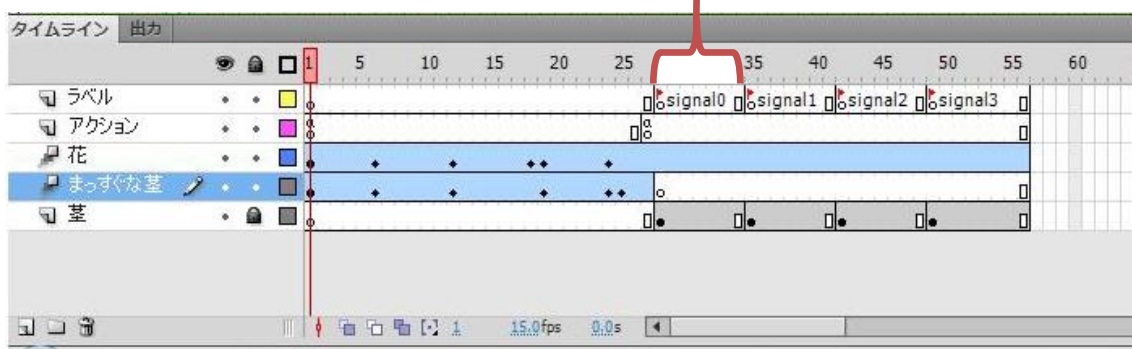 タイムライン 出力
1 5 10 15 20 25 35 40 45 50 55 60
ラベル signal0 signal1 signal2 signal3
アクション
花
まっすぐな茎
茎
1 15.0fps 0.0s